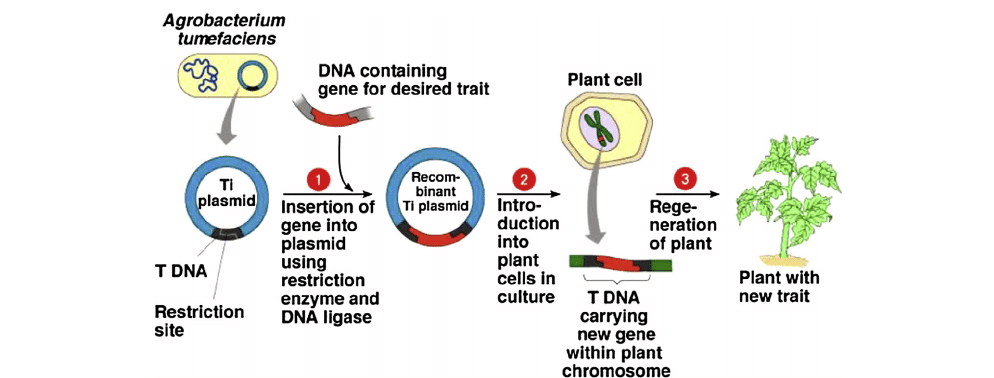 Agrobacterium
tumefaciens
DNA containing
gene for desired trait
Plant cell
Ti
plasmid
1
Recom-
binant
Ti plasmid
2
3
Insertion of
gene into
plasmid
using
restriction
enzyme and
DNA ligase
Intro-
duction
into
plant
cells in
culture
Rege-
neration
of plant
T DNA
Restriction
site
T DNA
carrying
new gene
within plant
chromosome
Plant with
new trait